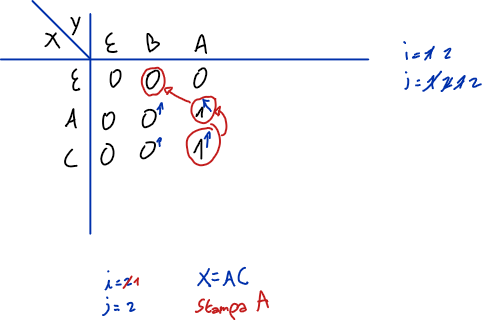 X Y ε B A
i=1 2
ε 0 0 0
j=1 2 1 2
A 0 0↑ 1↖
C 0 0↑ 1↑
i=2 1 X=AC
j=2 Stampa A